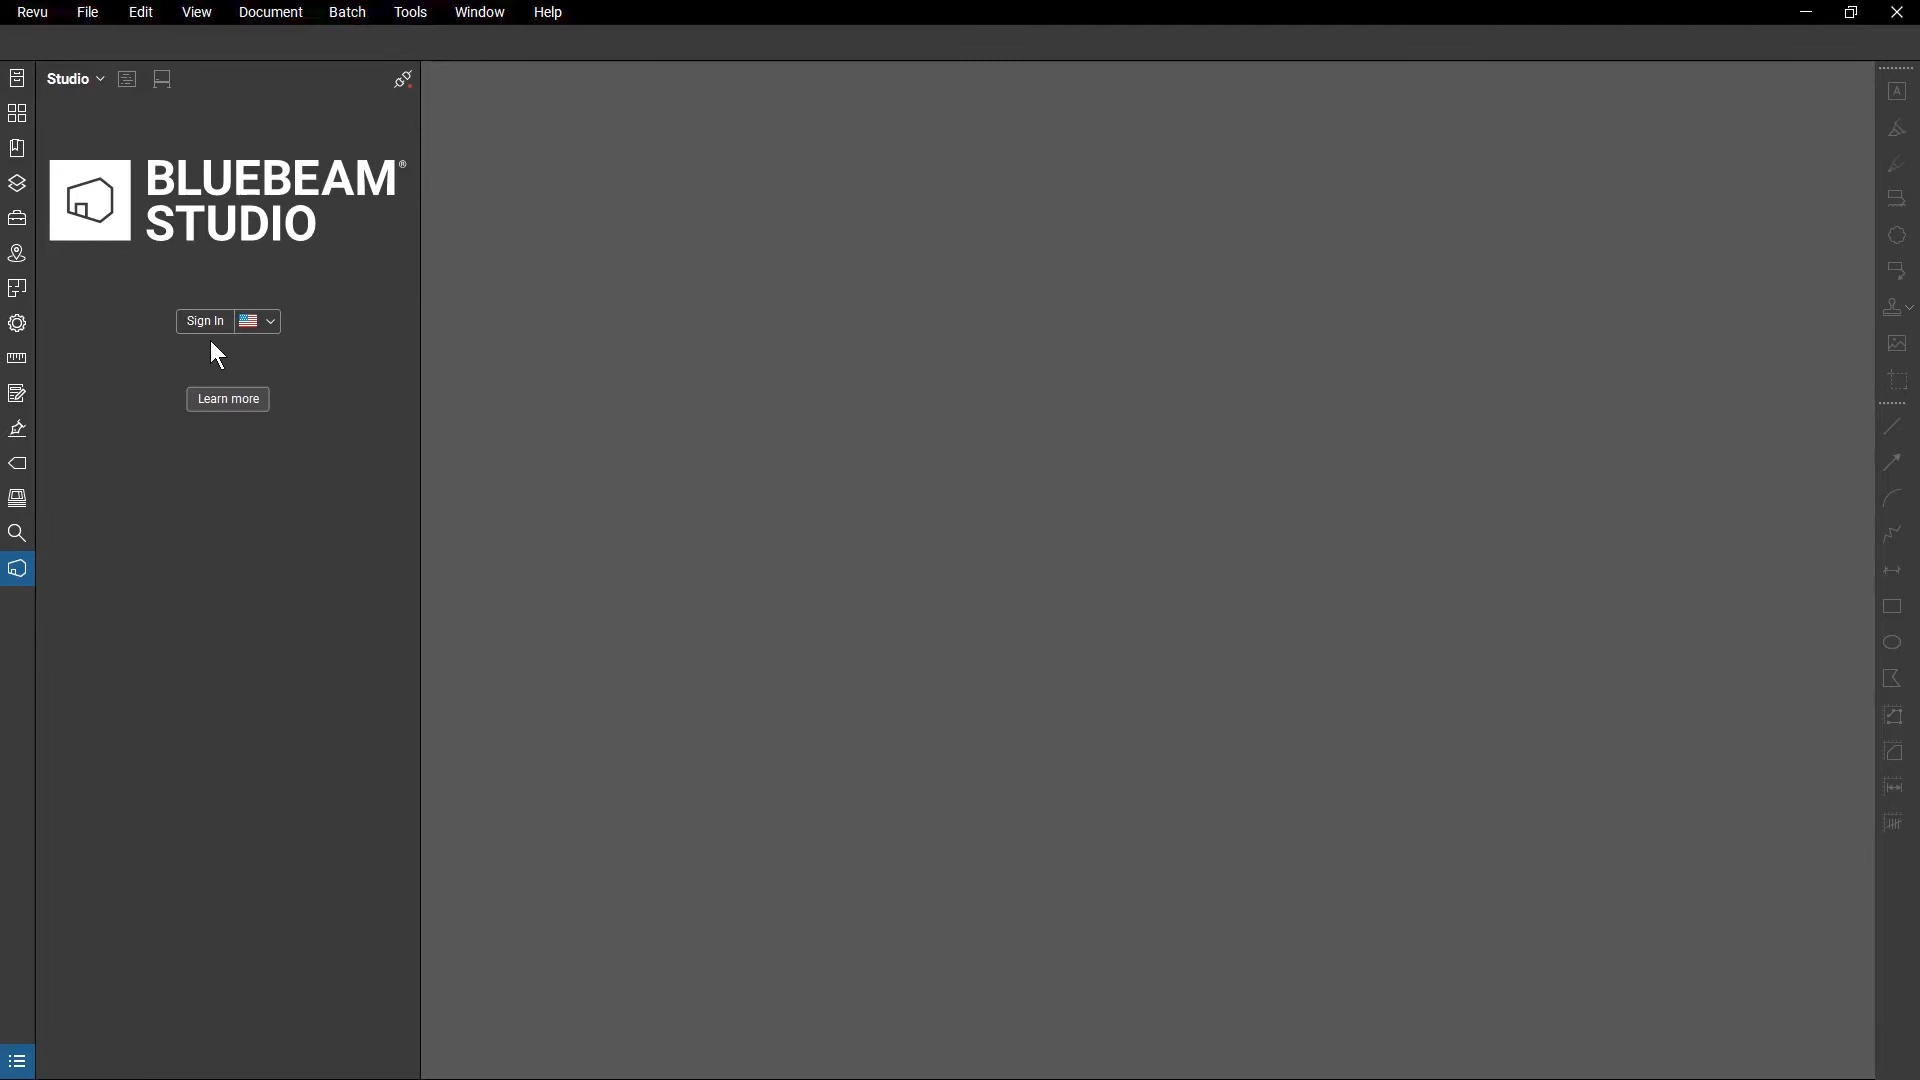 Revu File Edit View Document Batch Tools Window Help
Studio
BLUEBEAM®
STUDIO
Sign In
Learn more
A